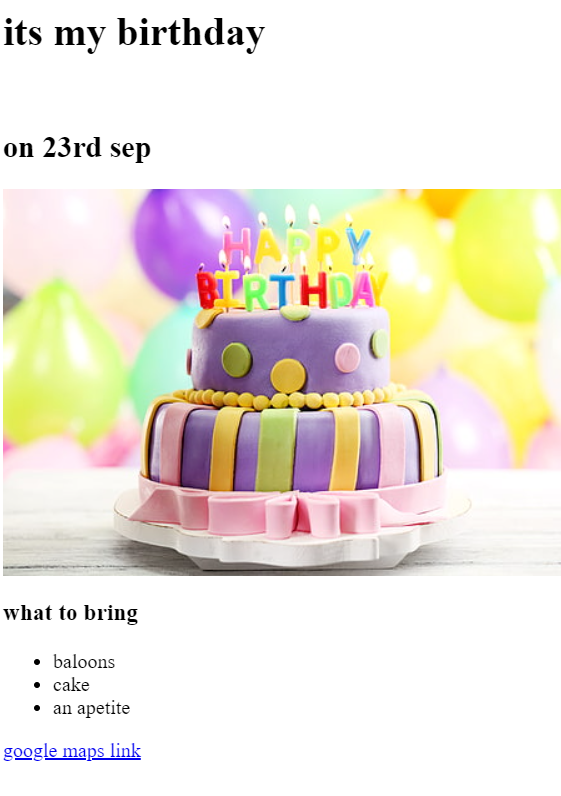 its my birthday
on 23rd sep
HAPPY
BIRTHDAY
what to bring
baloons
cake
an apetite
google maps link